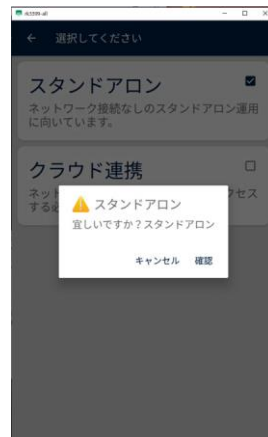 rk3399-all
選択してください
スタンドアロン
ネットワーク接続なしのスタンドアロン運用
に向いています。
クラウド連携
ネット
クセス
する必
スタンドアロン
宜しいですか？スタンドアロン
キャンセル 確認